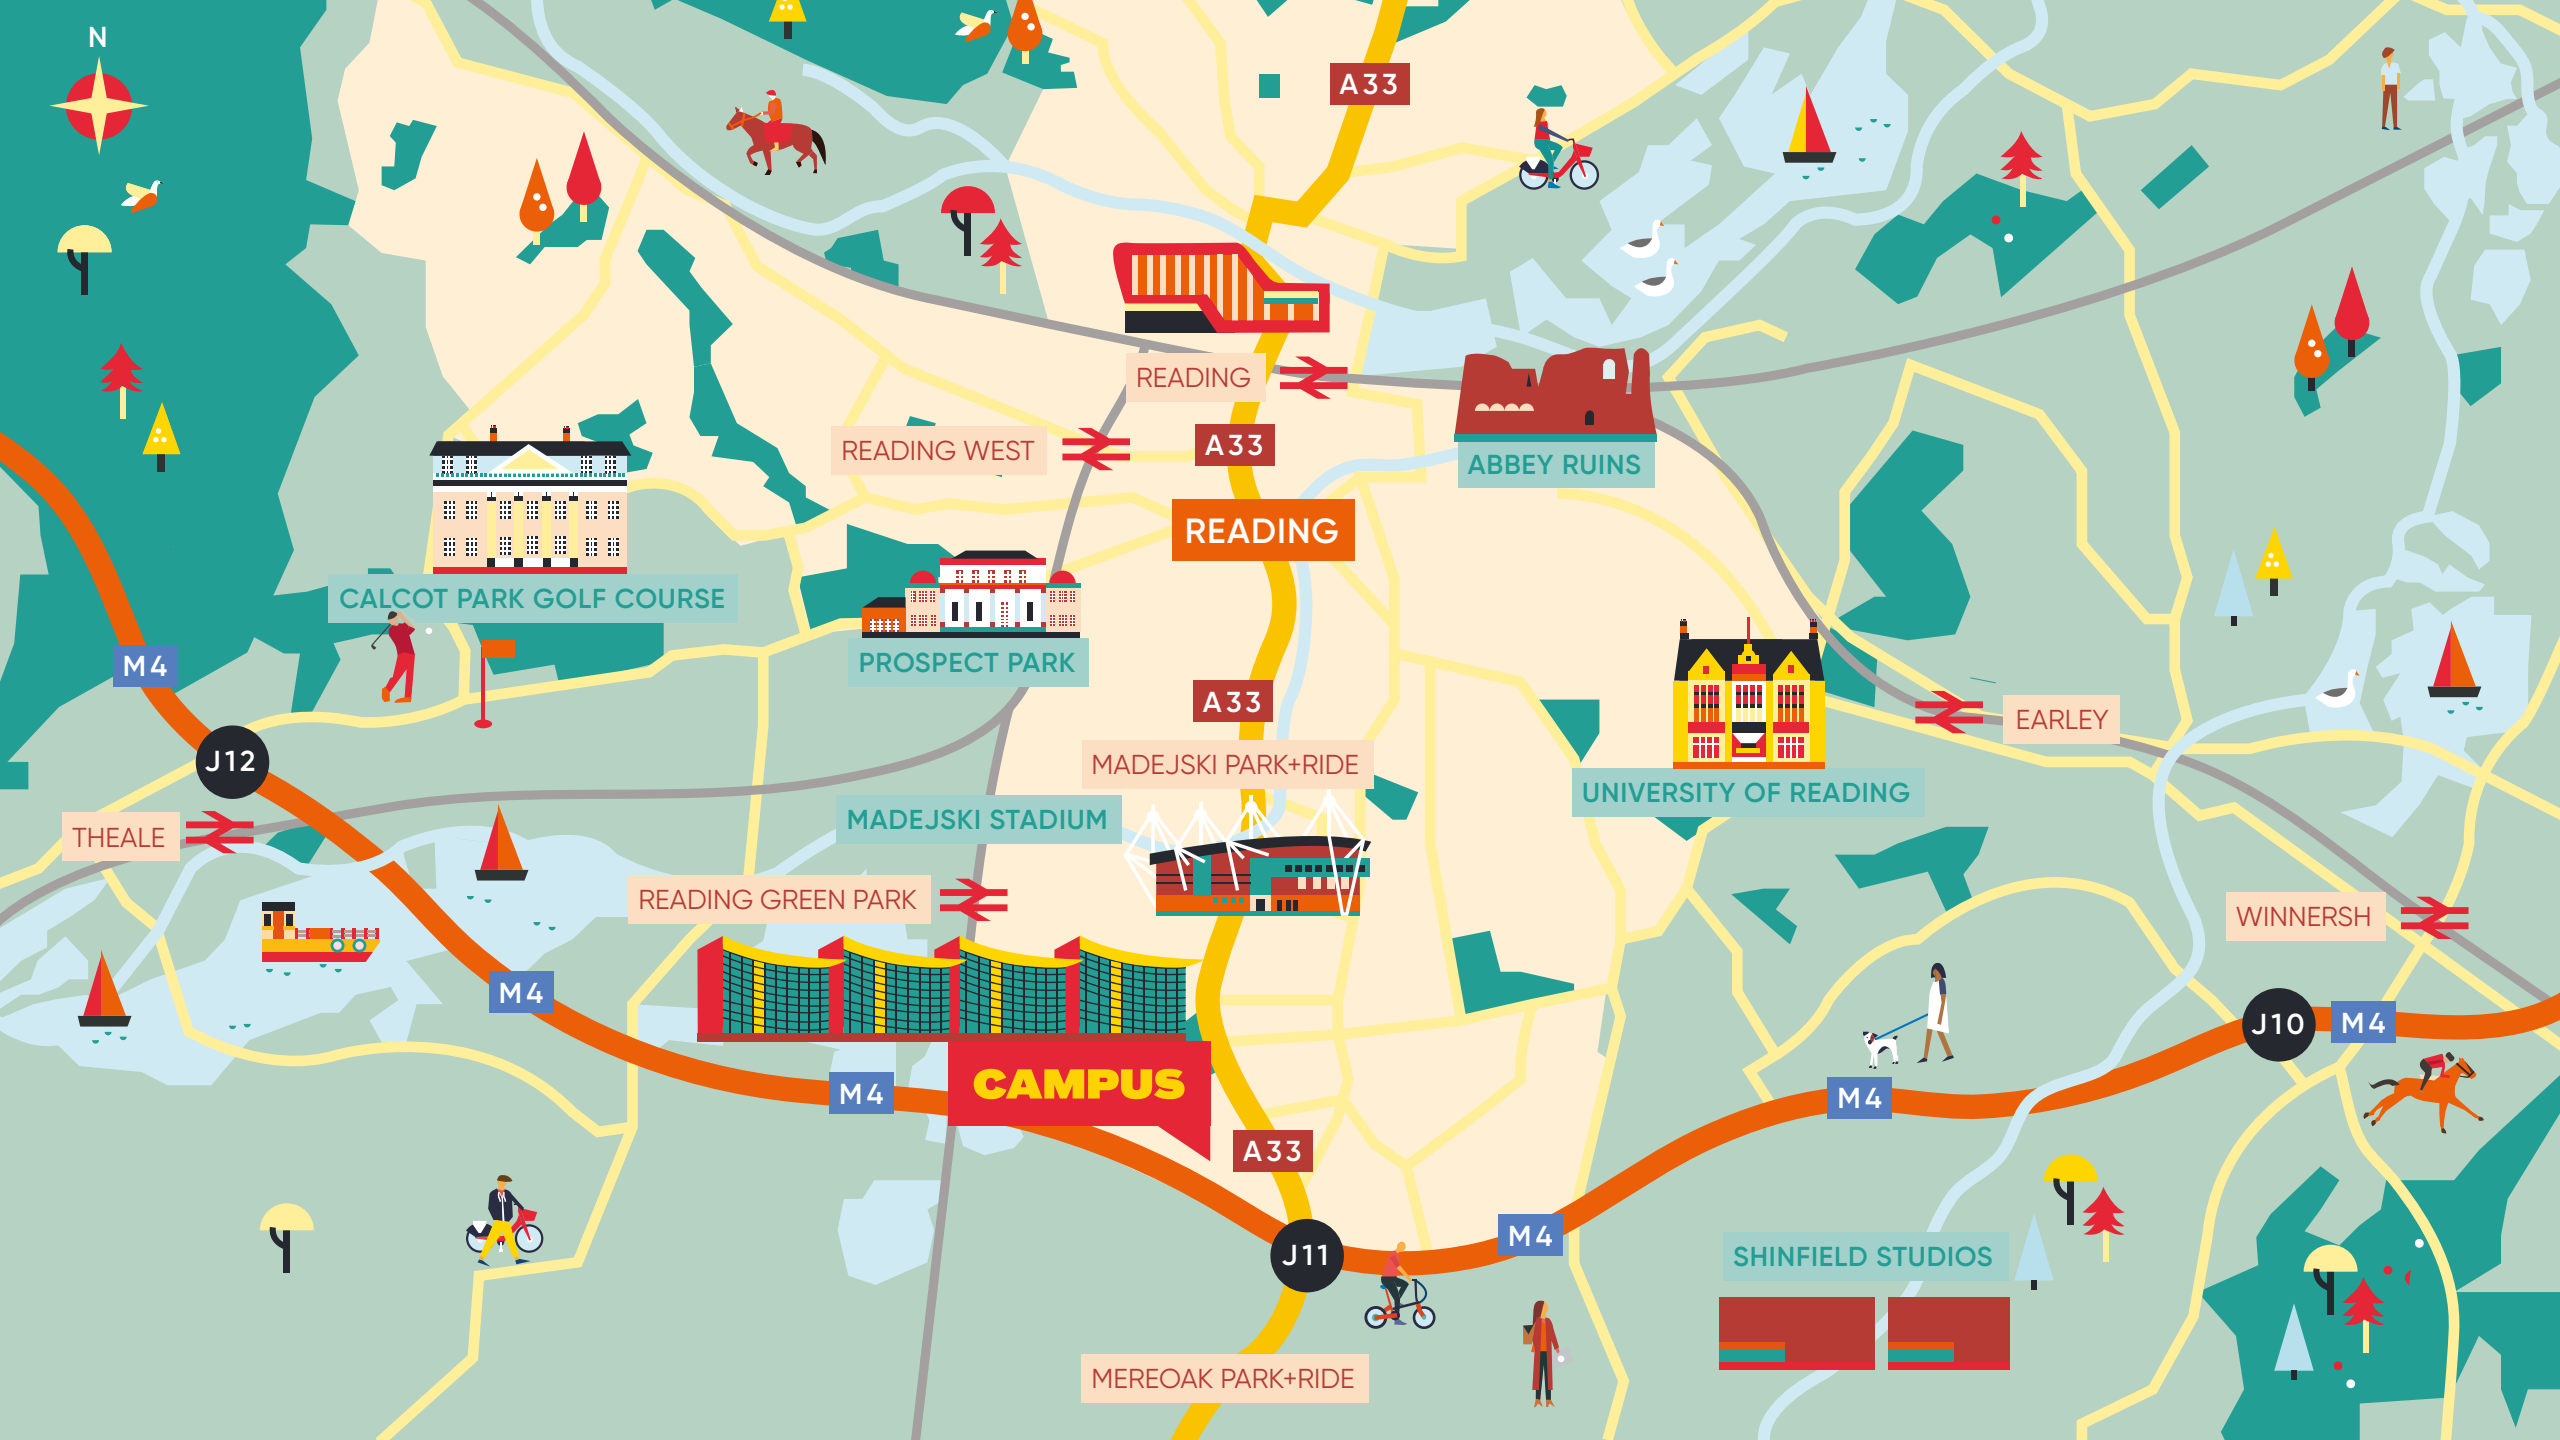 N
A33
READING
READING WEST
A33
ABBEY RUINS
READING
CALCOT PARK GOLF COURSE
PROSPECT PARK
M4
A33
EARLEY
J12
MADEJSKI PARK+RIDE
UNIVERSITY OF READING
MADEJSKI STADIUM
THEALE
READING GREEN PARK
WINNERSH
M4
J10
M4
CAMPUS
M4
M4
A33
M4
J11
SHINFIELD STUDIOS
MEREOAK PARK+RIDE